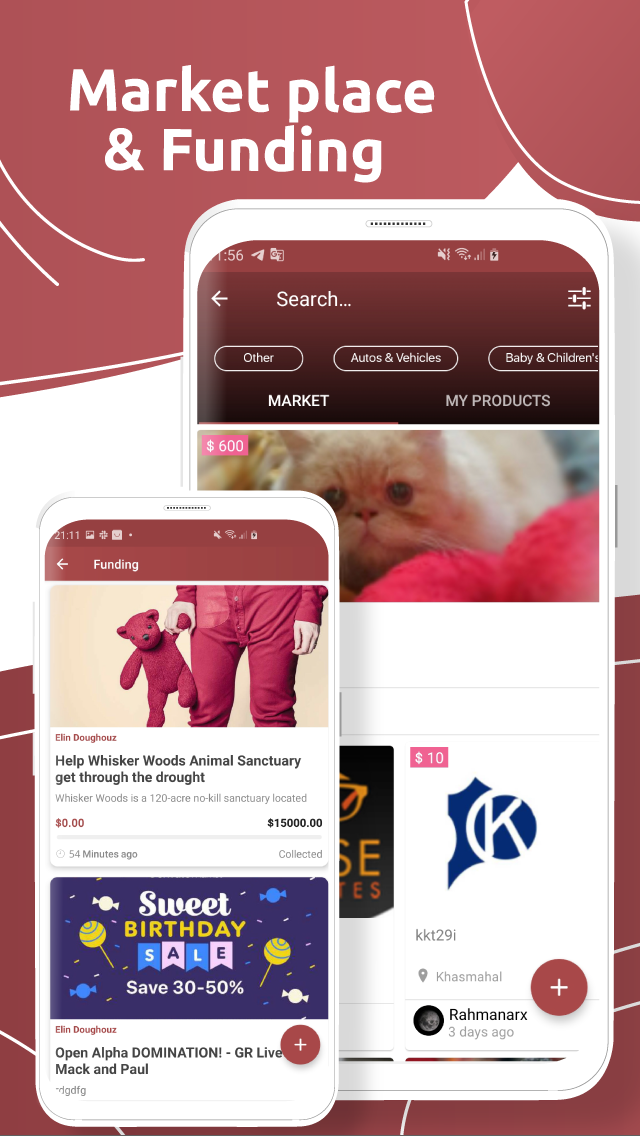 Market place
& Funding
1:56
Search...
Other
Autos & Vehicles
Baby & Children's
MARKET
MY PRODUCTS
$ 600
21:11
Funding
Elin Doughouz
Help Whisker Woods Animal Sanctuary
get through the drought
Whisker Woods is a 120-acre no-kill sanctuary located
$0.00
$15000.00
54 Minutes ago
Collected
Sweet
BIRTHDAY
SALE
Save 30-50%
Elin Doughouz
Open Alpha DOMINATION! - GR Live
Mack and Paul
rdgdfg
SE
TES
$ 10
K
kkt29i
Khasmahal
Rahmanarx
3 days ago